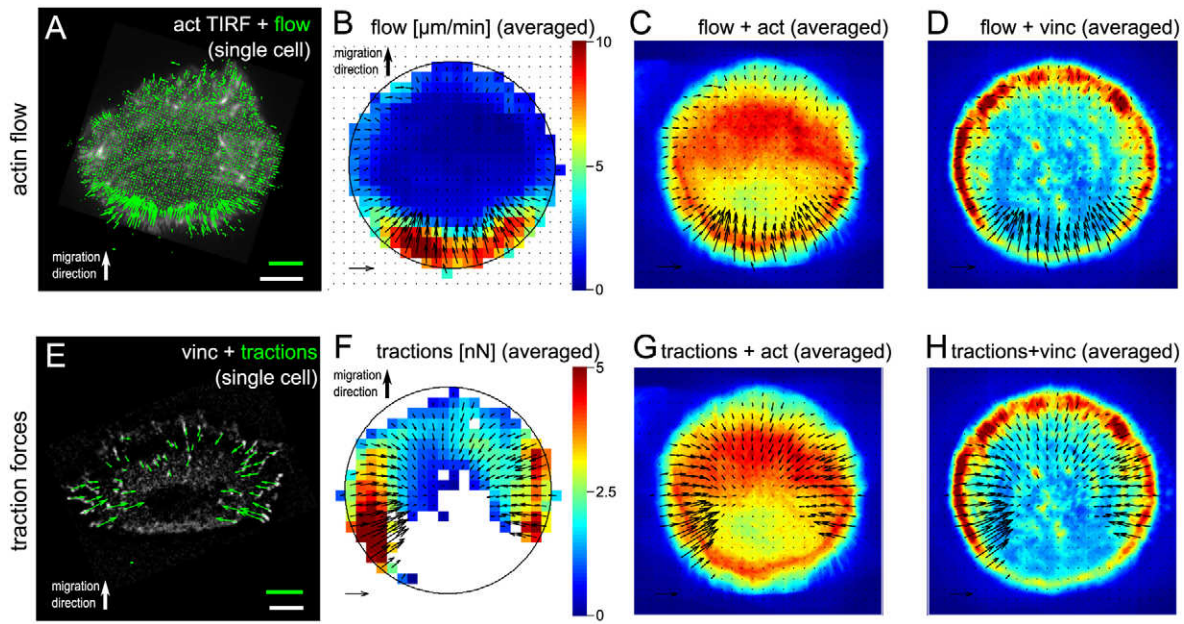 A
act TIRF + flow
(single cell)
migration
direction
actin flow
B
flow [µm/min] (averaged)
migration
direction
10
5
0
C
flow + act (averaged)
D
flow + vinc (averaged)
E
vinc + tractions
(single cell)
migration
direction
traction forces
F
tractions [nN] (averaged)
migration
direction
5
2.5
0
G
tractions + act (averaged)
H
tractions+vinc (averaged)